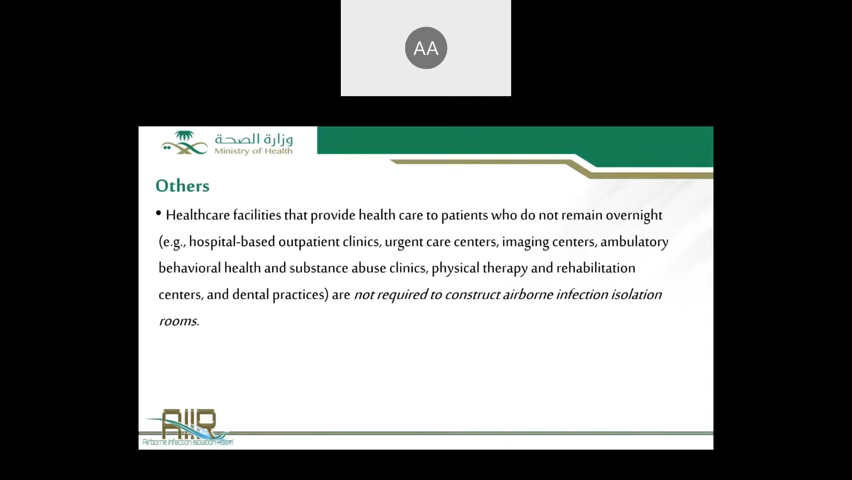 AA
وزارة الصحة
Ministry of Health
Others
• Healthcare facilities that provide health care to patients who do not remain overnight
(e.g., hospital-based outpatient clinics, urgent care centers, imaging centers, ambulatory
behavioral health and substance abuse clinics, physical therapy and rehabilitation
centers, and dental practices) are not required to construct airborne infection isolation
rooms.
AIIR
Airborne Infection Isolation Room